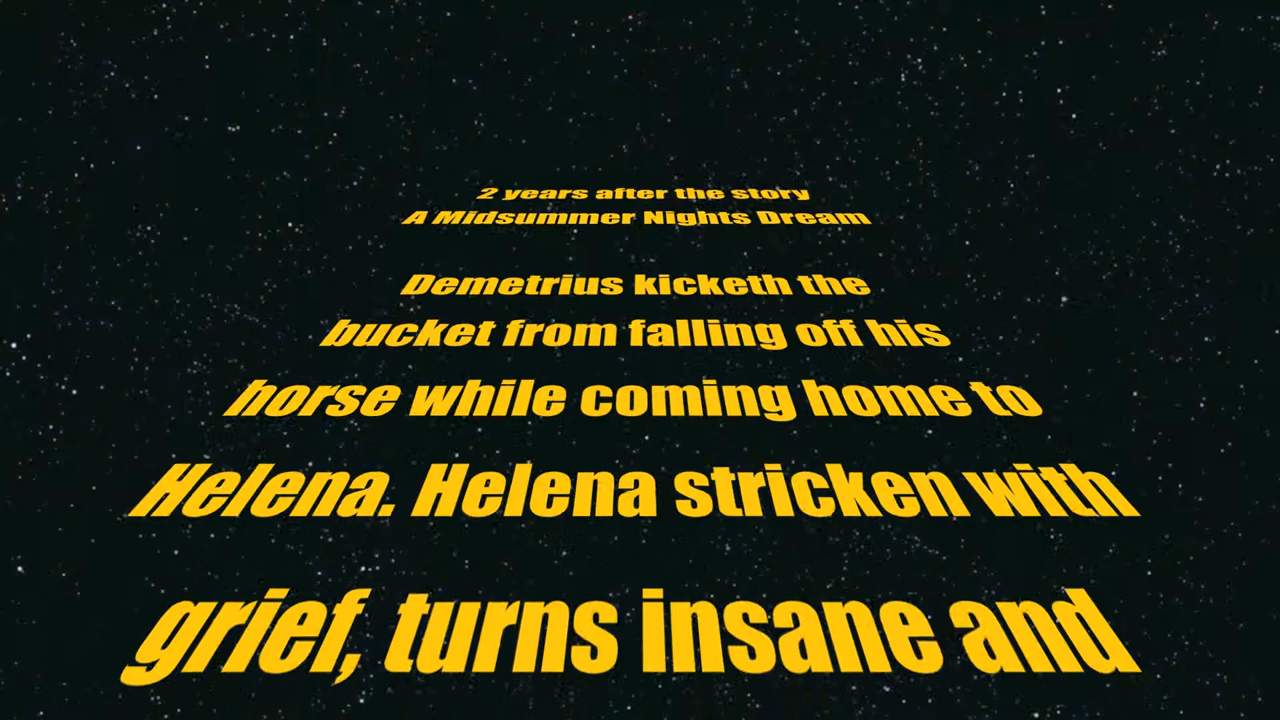 2 years after the story
A Midsummer Nights Dream
Demetrius kicketh the
bucket from falling off his
horse while coming home to
Helena. Helena stricken with
grief, turns insane and